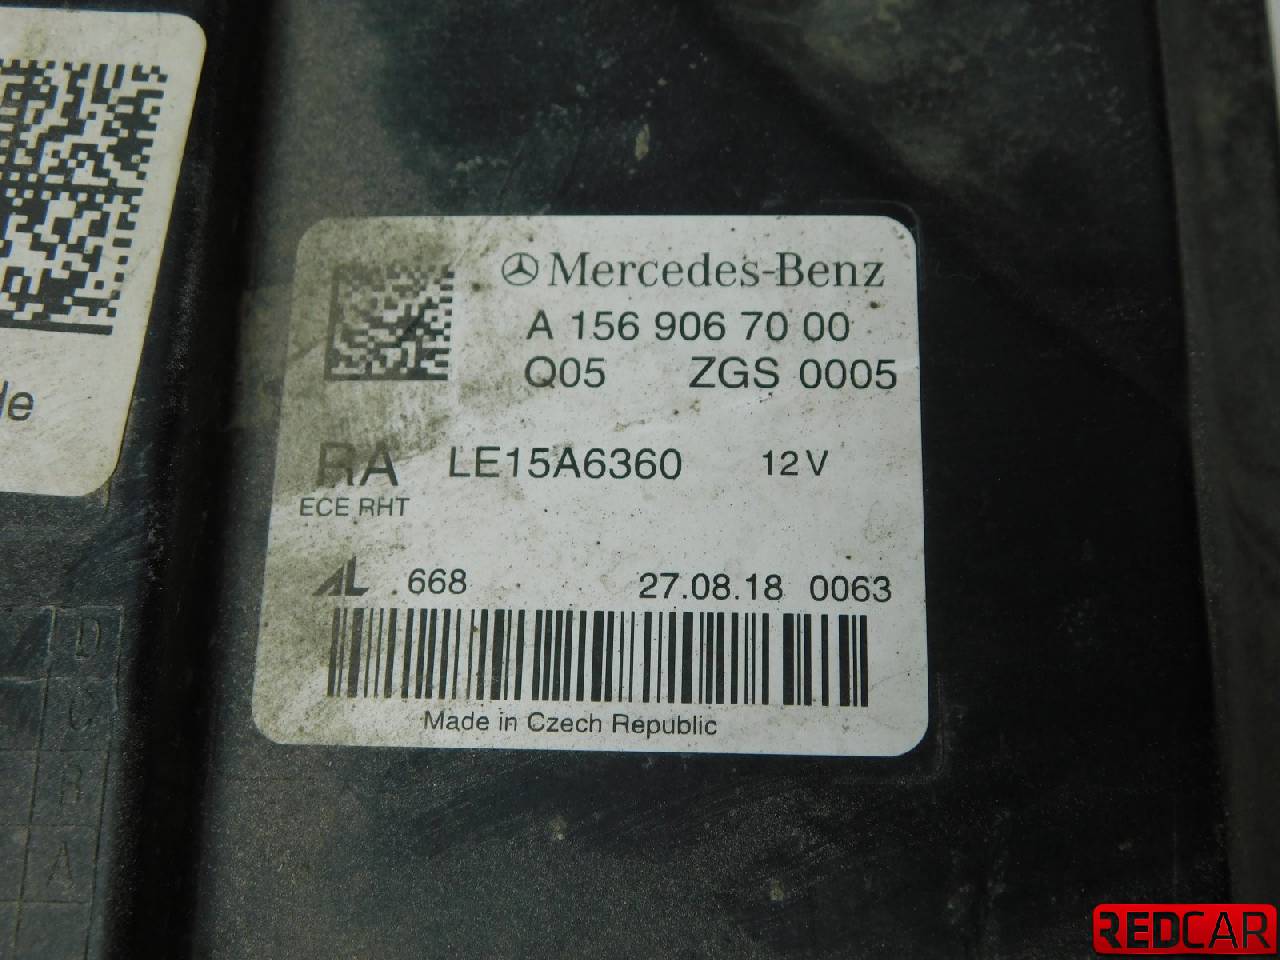 de
Mercedes-Benz
A 156 906 70 00
Q05 ZGS 0005
RA LE15A6360 12V
ECE RHT
AL 668 27.08.18 0063
Made in Czech Republic
D
C
B
A
REDCAR